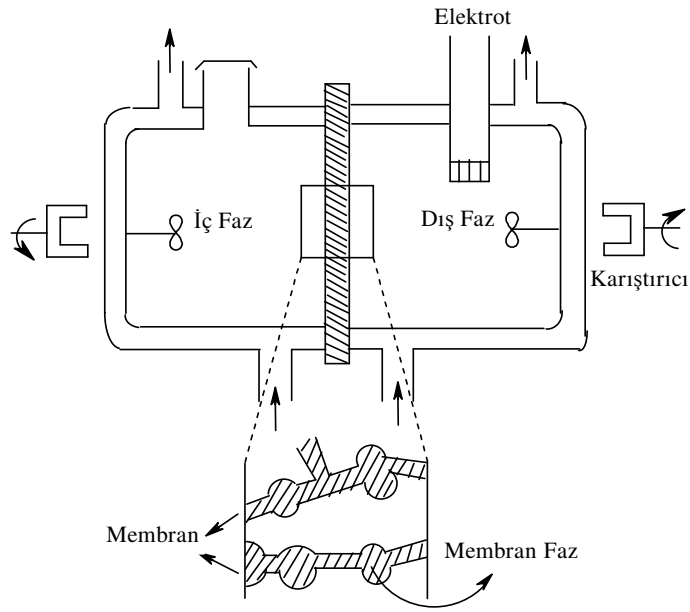 Elektrot
İç Faz
Dış Faz
Karıştırıcı
Membran
Membran Faz